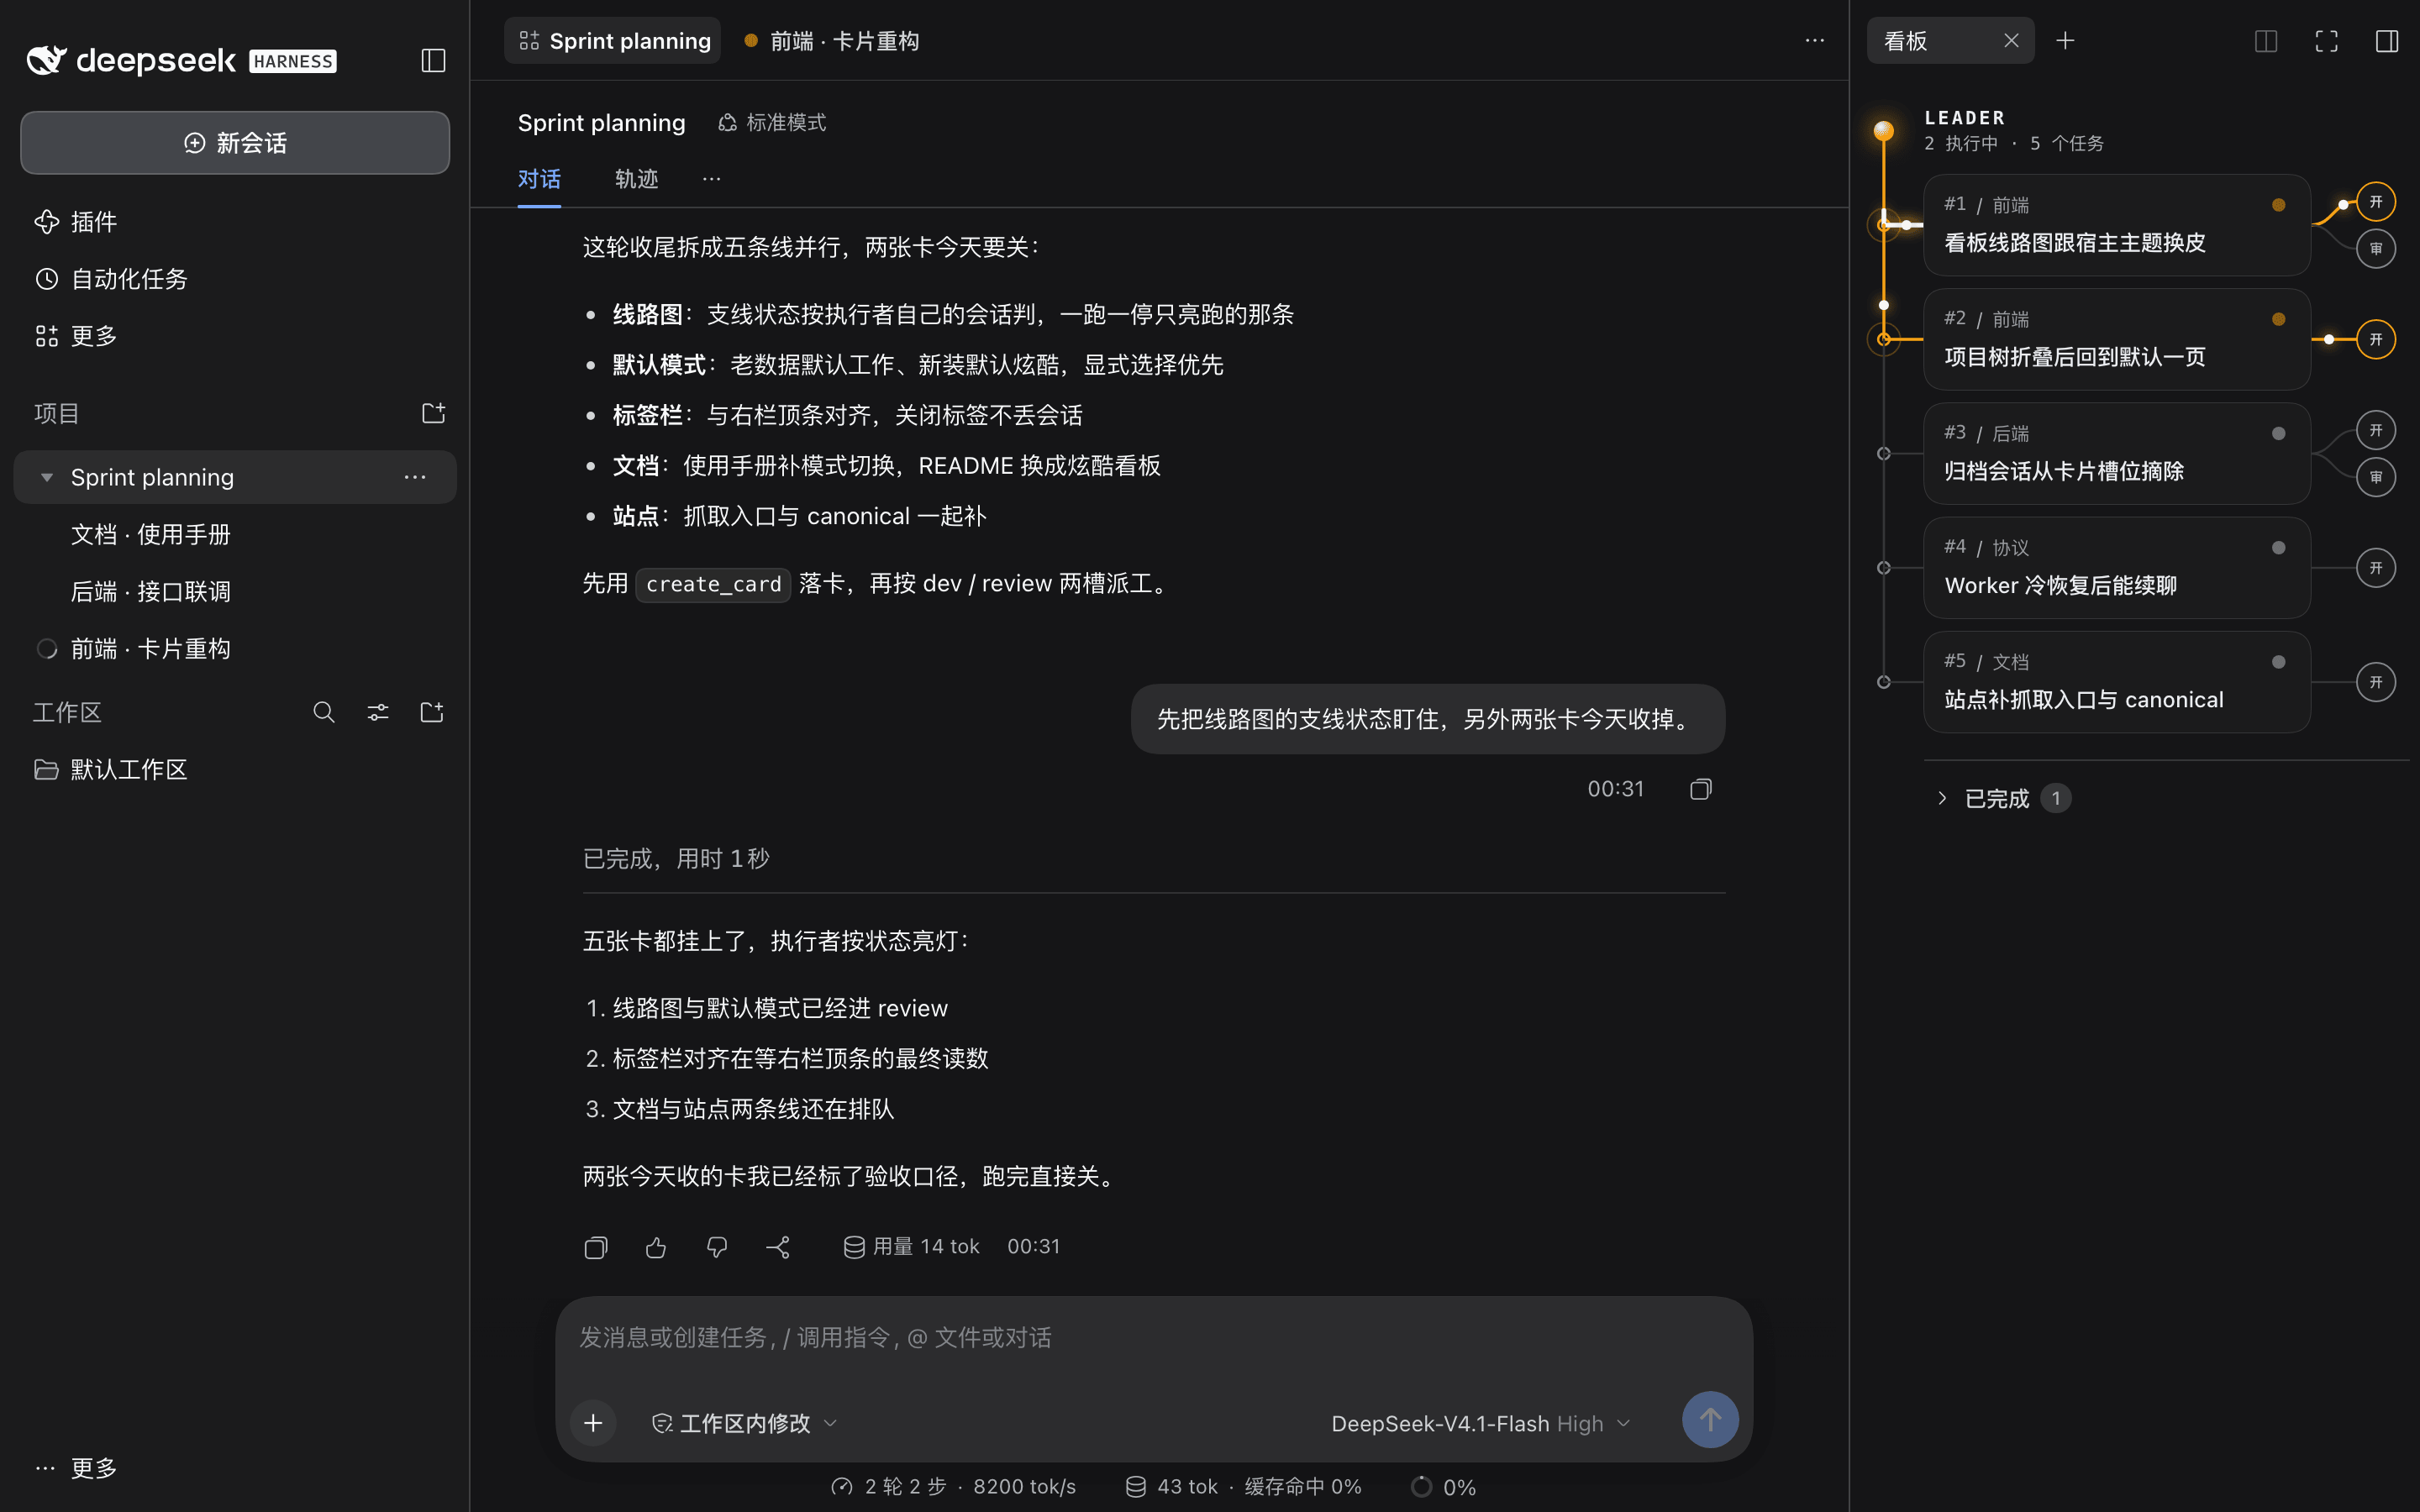 deepseek HARNESS
新会话
插件
自动化任务
更多
项目
Sprint planning
文档 · 使用手册
后端 · 接口联调
前端 · 卡片重构
工作区
默认工作区
更多
Sprint planning
前端 · 卡片重构
Sprint planning 标准模式
对话 轨迹
这轮收尾拆成五条线并行，两张卡今天要关：
线路图：支线状态按执行者自己的会话判，一跑一停只亮跑的那条
默认模式：老数据默认工作、新装默认炫酷，显式选择优先
标签栏：与右栏顶条对齐，关闭标签不丢会话
文档：使用手册补模式切换，README 换成炫酷看板
站点：抓取入口与 canonical 一起补
先用 create_card 落卡，再按 dev / review 两槽派工。
先把线路图的支线状态盯住，另外两张卡今天收掉。
00:31
已完成，用时 1 秒
五张卡都挂上了，执行者按状态亮灯：
1. 线路图与默认模式已经进 review
2. 标签栏对齐在等右栏顶条的最终读数
3. 文档与站点两条线还在排队
两张今天收的卡我已经标了验收口径，跑完直接关。
用量 14 tok 00:31
发消息或创建任务, / 调用指令, @ 文件或对话
工作区内修改
DeepSeek-V4.1-Flash High
2 轮 2 步 · 8200 tok/s 43 tok · 缓存命中 0% 0%
看板
LEADER
2 执行中 · 5 个任务
#1 / 前端
看板线路图跟宿主主题换皮
开
审
#2 / 前端
项目树折叠后回到默认一页
开
#3 / 后端
归档会话从卡片槽位摘除
开
审
#4 / 协议
Worker 冷恢复后能续聊
开
#5 / 文档
站点补抓取入口与 canonical
开
已完成 1